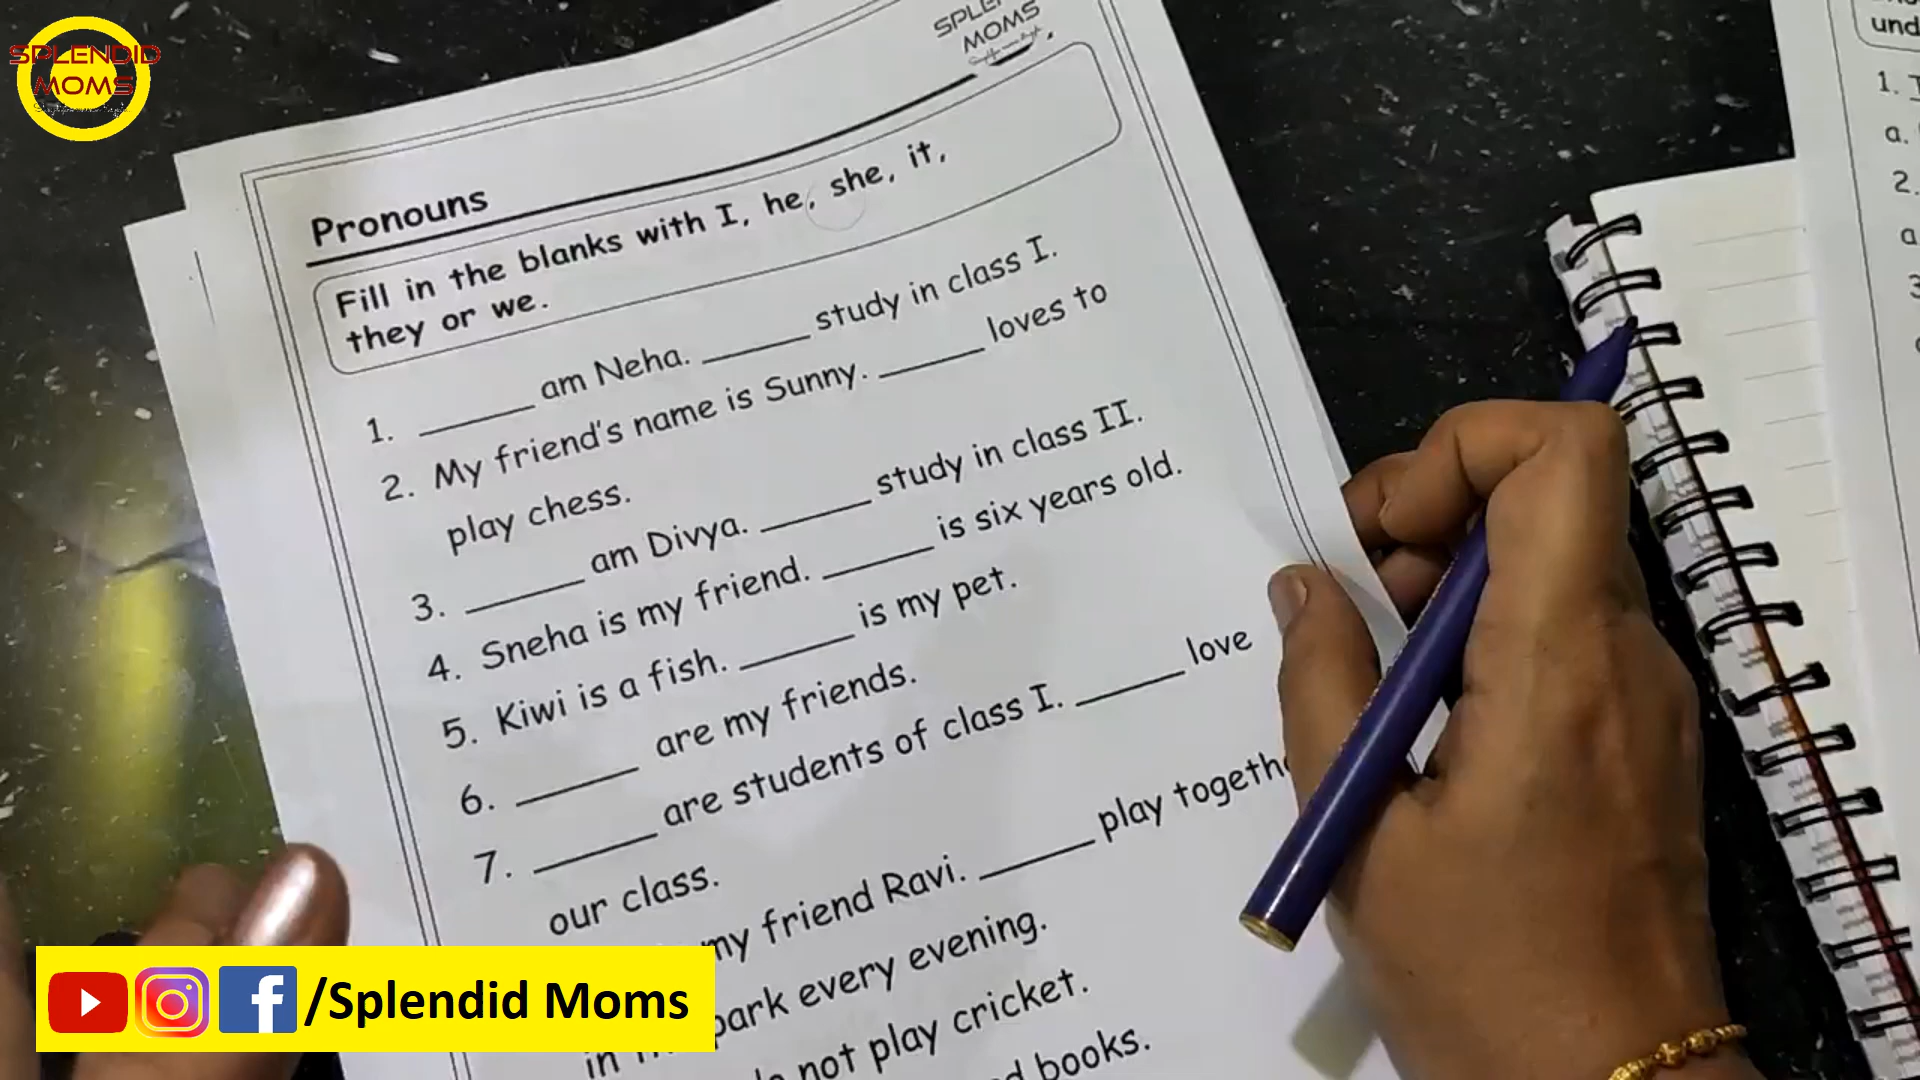 SPLENDID
MOMS
MOMS
Pronouns
Fill in the blanks with I, he, she, it,
they or we.
1. ______ am Neha. ______ study in class I.
2. My friend's name is Sunny. ______ loves to
play chess.
3. ______ am Divya. ______ study in class II.
4. Sneha is my friend. ______ is six years old.
5. Kiwi is a fish. ______ is my pet.
6. ______ are my friends.
7. ______ are students of class I. ______ love
our class.
my friend Ravi. ______ play
in park every evening.
not play cricket.
books.
und
1.
a.
2.
a
/Splendid Moms